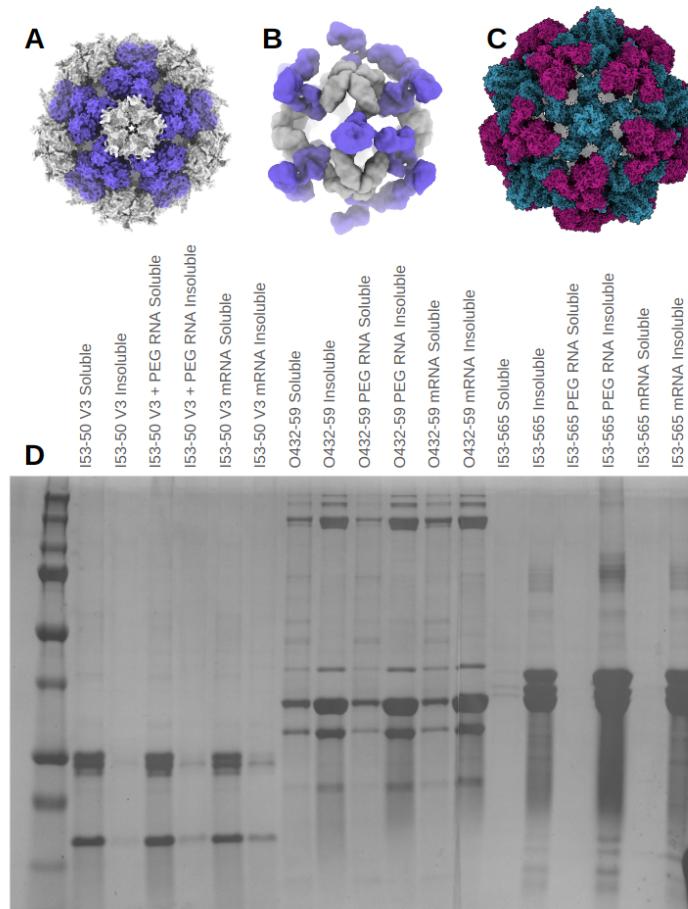 A
B
C
I53-50 V3 Soluble
I53-50 V3 Insoluble
I53-50 V3 + PEG RNA Soluble
I53-50 V3 + PEG RNA Insoluble
I53-50 V3 mRNA Soluble
I53-50 V3 mRNA Insoluble
O432-59 Soluble
O432-59 Insoluble
O432-59 PEG RNA Soluble
O432-59 PEG RNA Insoluble
O432-59 mRNA Soluble
O432-59 mRNA Insoluble
I53-565 Soluble
I53-565 Insoluble
I53-565 PEG RNA Soluble
I53-565 PEG RNA Insoluble
I53-565 mRNA Soluble
I53-565 mRNA Insoluble
D